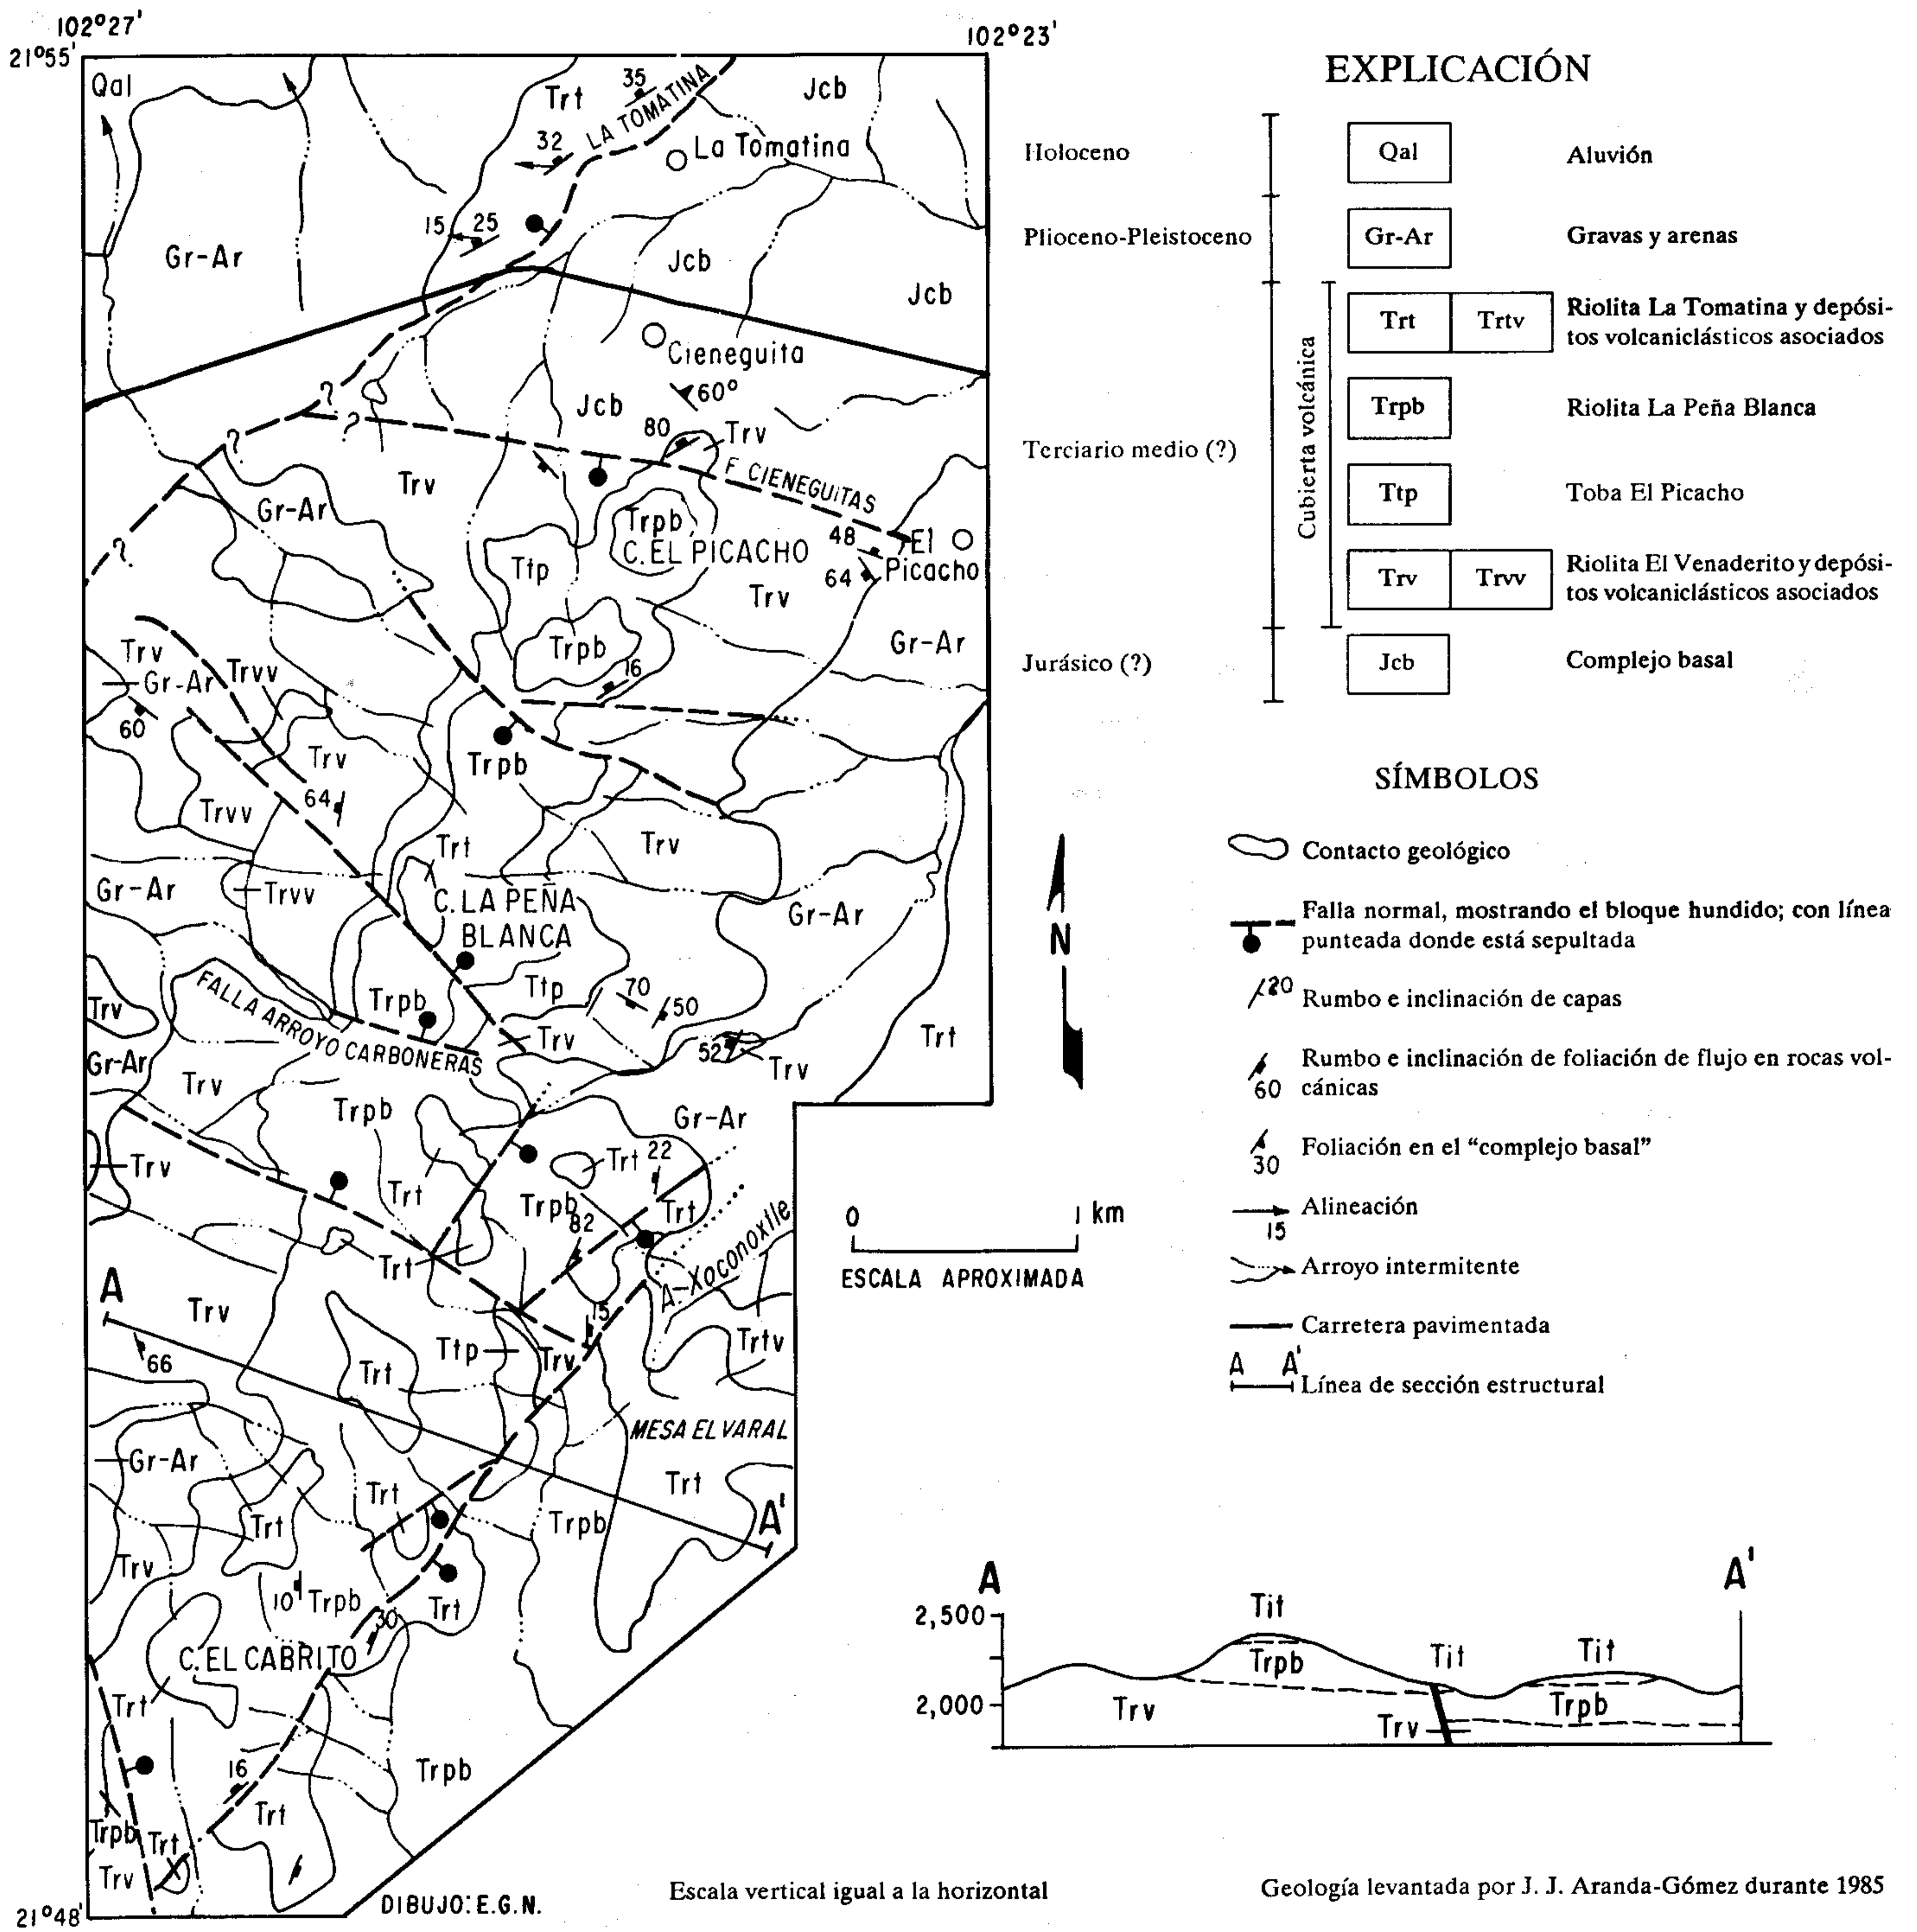 102°27'
102°23'
21°55'
Qal
Trt
35
LA TOMATINA
Jcb
32
La Tomatina
15
25
Gr-Ar
Jcb
Jcb
Cieneguita
60°
?
Jcb
?
80
Trv
?
F. CIENEGUITAS
Trv
Gr-Ar
Trpb
C. EL PICACHO
48
El
Picacho
?
Ttp
64
Trv
Trpb
Gr-Ar
Trv
Trvv
Gr-Ar
16
60
Trv
Trpb
64
Trvv
Trt
Trv
Gr-Ar
Trvv
C. LA PEÑA
BLANCA
Gr-Ar
FALLA ARROYO CARBONERAS
Trpb
Ttp
70
50
Trv
Trv
52
Trv
Trt
Gr-Ar
Trv
Trpb
Gr-Ar
Trv
Trt
22
Trt
Trpb
82
Trt
Trt
A. Xoconoxtle
A
Trv
15
66
Ttp
Trv
Trtv
Trt
MESA EL VARAL
Gr-Ar
Trt
Trt
Trt
Trpb
A'
Trv
10
Trpb
Trt
30
C. EL CABRITO
Trt
16
Trpb
Trt
Trpb
Trt
Trv
21°48'
DIBUJO: E.G.N.
EXPLICACIÓN
Holoceno
Qal
Aluvión
Plioceno-Pleistoceno
Gr-Ar
Gravas y arenas
Terciario medio (?)
Cubierta volcánica
Trt
Trtv
Riolita La Tomatina y depósi-
tos volcaniclásticos asociados
Trpb
Riolita La Peña Blanca
Ttp
Toba El Picacho
Trv
Trvv
Riolita El Venaderito y depósi-
tos volcaniclásticos asociados
Jurásico (?)
Jcb
Complejo basal
SÍMBOLOS
Contacto geológico
Falla normal, mostrando el bloque hundido; con línea
punteada donde está sepultada
20
Rumbo e inclinación de capas
60
Rumbo e inclinación de foliación de flujo en rocas vol-
cánicas
30
Foliación en el "complejo basal"
15
Alineación
Arroyo intermitente
Carretera pavimentada
A A'
Línea de sección estructural
N
0 1 km
ESCALA APROXIMADA
A
A'
2,500
2,000
Tit
Trpb
Trv
Tit
Trv
Tit
Trpb
Escala vertical igual a la horizontal
Geología levantada por J. J. Aranda-Gómez durante 1985